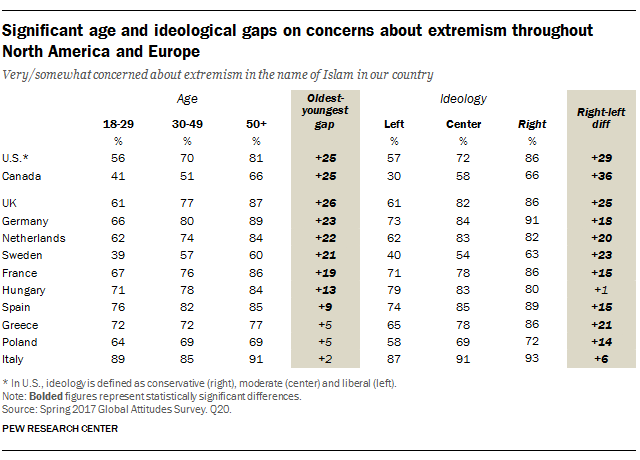 Significant age and ideological gaps on concerns about extremism throughout
North America and Europe
Very/somewhat concerned about extremism in the name of Islam in our country
Age Oldest-youngest gap Ideology Right-left diff
18-29 30-49 50+ Left Center Right
% % % % % %
U.S.* 56 70 81 +25 57 72 86 +29
Canada 41 51 66 +25 30 58 66 +36
UK 61 77 87 +26 61 82 86 +25
Germany 66 80 89 +23 73 84 91 +18
Netherlands 62 74 84 +22 62 83 82 +20
Sweden 39 57 60 +21 40 54 63 +23
France 67 76 86 +19 71 78 86 +15
Hungary 71 78 84 +13 79 83 80 +1
Spain 76 82 85 +9 74 85 89 +15
Greece 72 72 77 +5 65 78 86 +21
Poland 64 69 69 +5 58 69 72 +14
Italy 89 85 91 +2 87 91 93 +6
* In U.S., ideology is defined as conservative (right), moderate (center) and liberal (left).
Note: Bolded figures represent statistically significant differences.
Source: Spring 2017 Global Attitudes Survey. Q20.
PEW RESEARCH CENTER